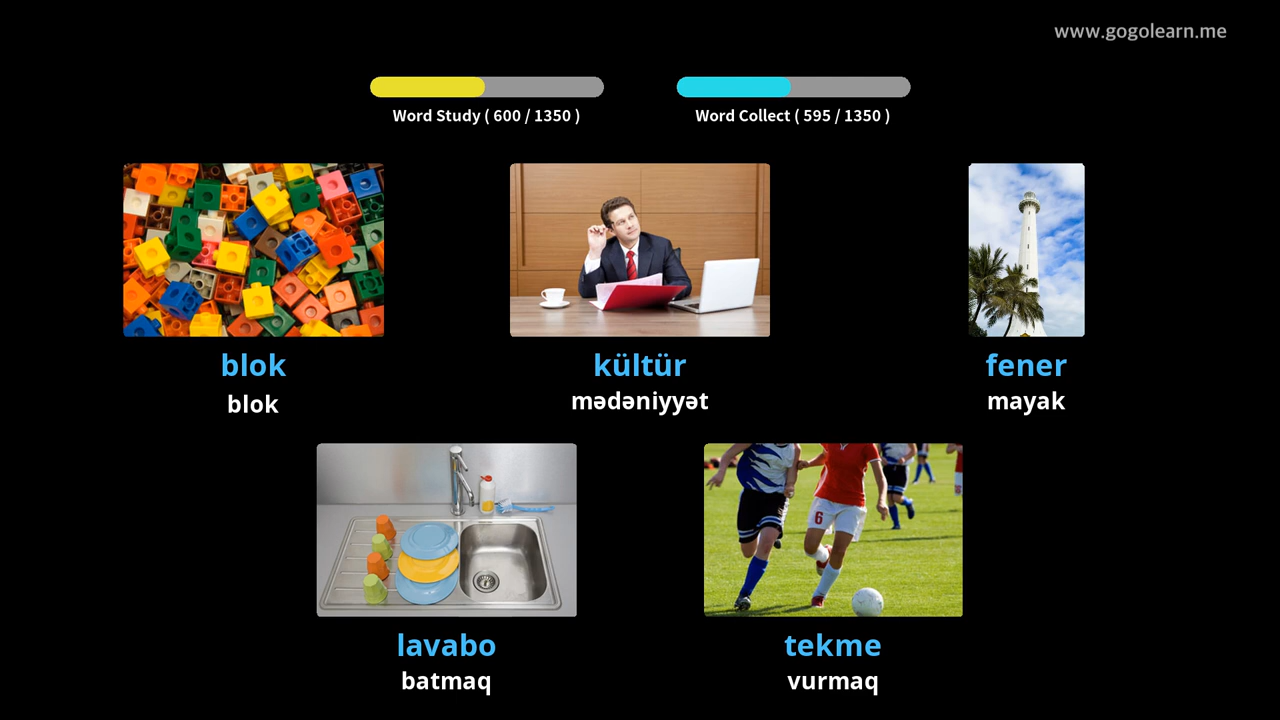 www.gogolearn.me
Word Study ( 600 / 1350 )
Word Collect ( 595 / 1350 )
blok
blok
kültür
mədəniyyət
fener
mayak
6
lavabo
batmaq
tekme
vurmaq